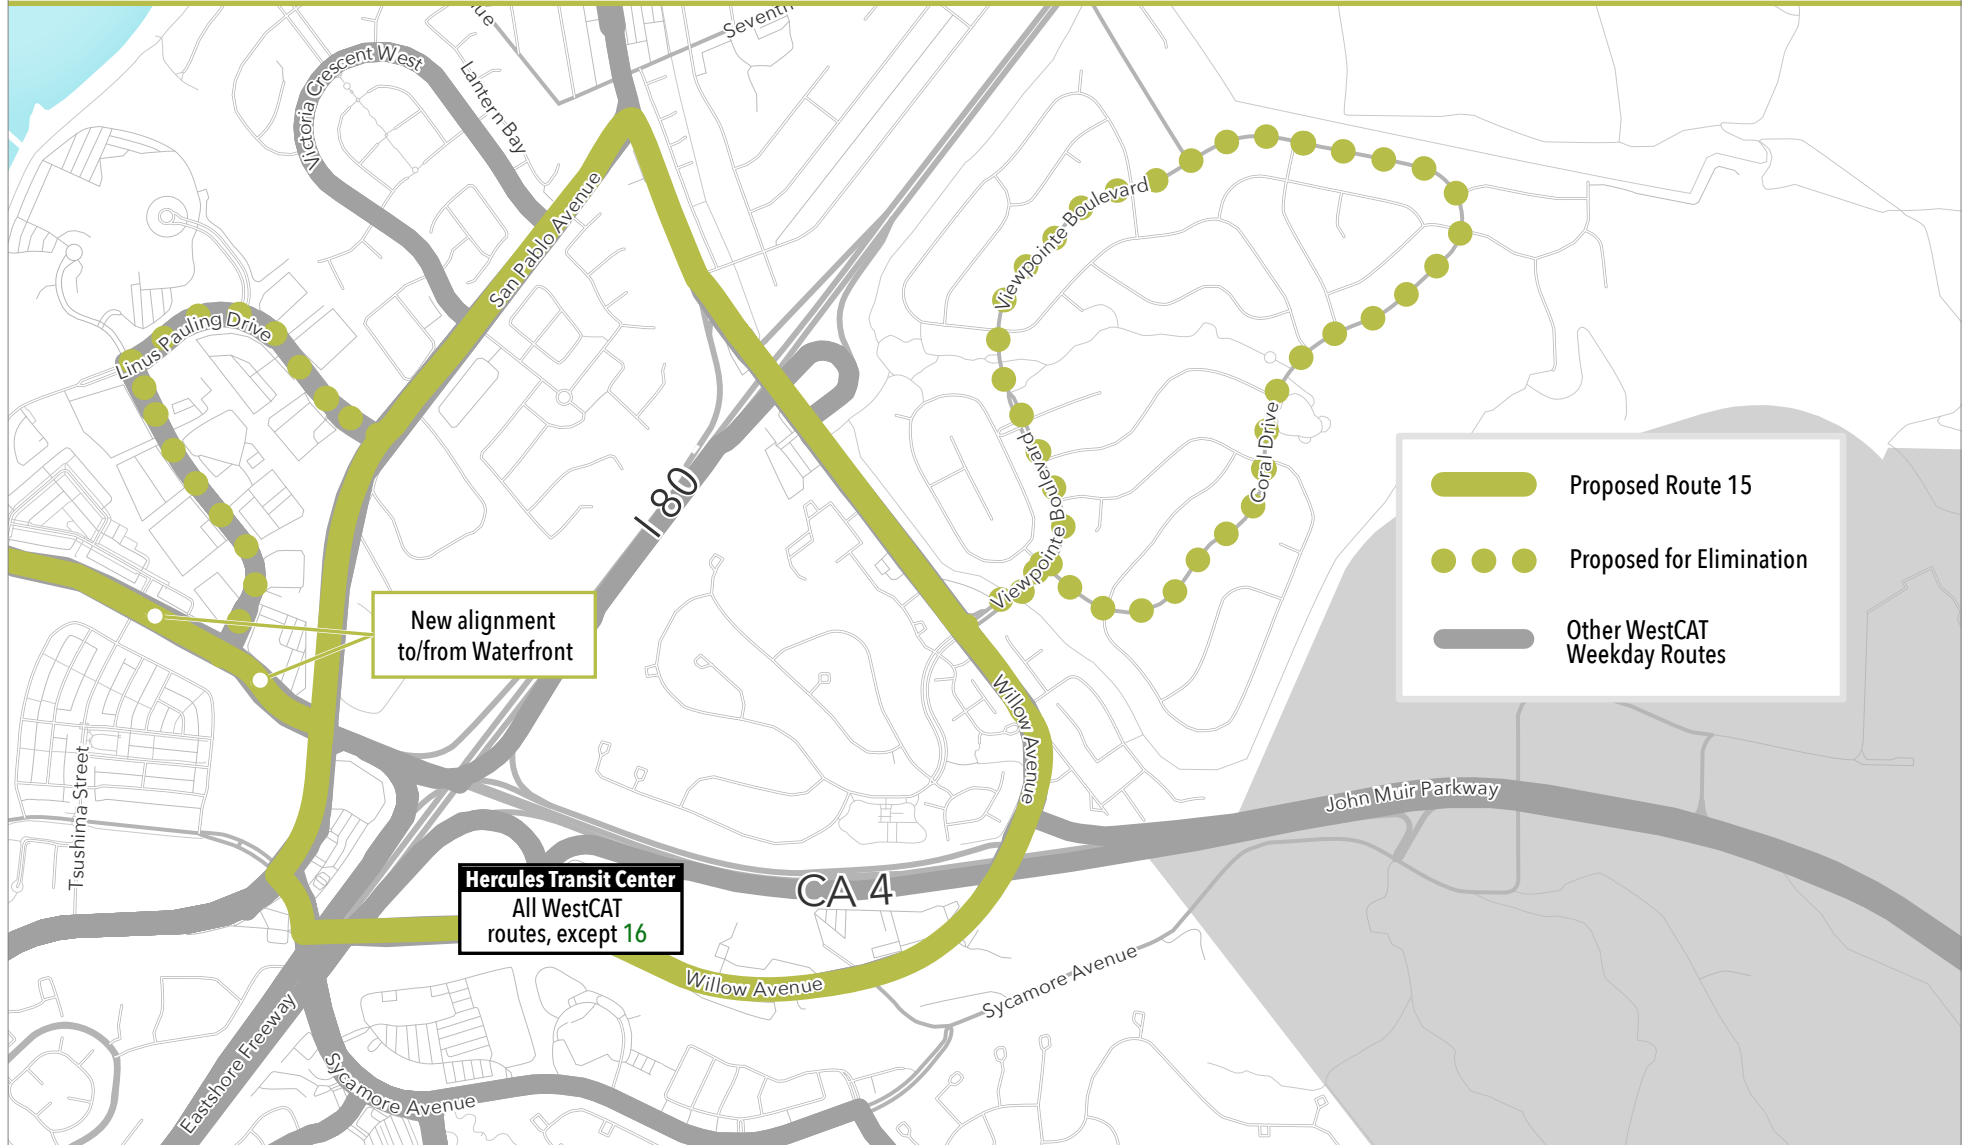 Seventh
Victoria Crescent West
Lantern Bay
San Pablo Avenue
Viewpointe Boulevard
Linus Pauling Drive
Coral Drive
Viewpointe Boulevard
Viewpointe
I 80
Proposed Route 15
Proposed for Elimination
Other WestCAT
Weekday Routes
New alignment
to/from Waterfront
Willow Avenue
Tsushima Street
John Muir Parkway
Hercules Transit Center
All WestCAT
routes, except 16
CA 4
Willow Avenue
Sycamore Avenue
Eastshore Freeway
Sycamore Avenue